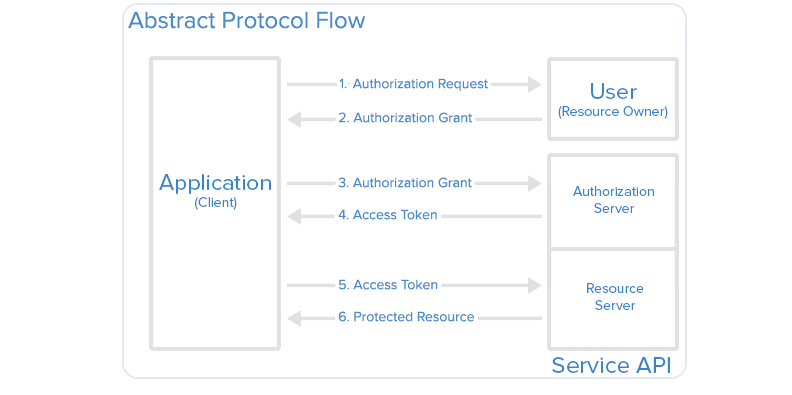 Abstract Protocol Flow
1. Authorization Request
User
(Resource Owner)
2. Authorization Grant
Application
(Client)
3. Authorization Grant
Authorization
Server
4. Access Token
5. Access Token
Resource
Server
6. Protected Resource
Service API